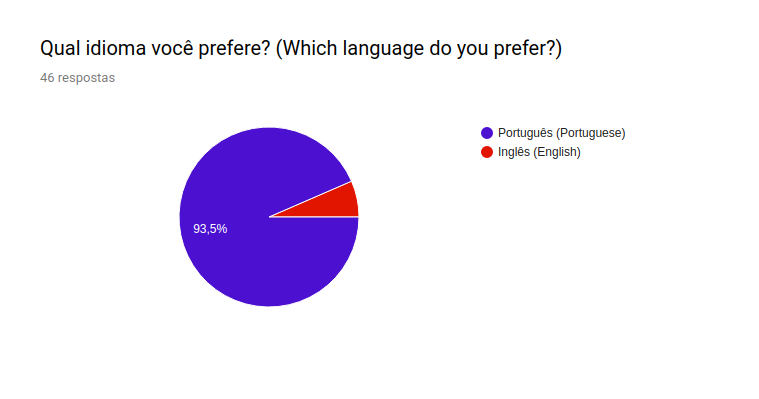 Qual idioma você prefere? (Which language do you prefer?)
46 respostas
Português (Portuguese)
Inglês (English)
93,5%